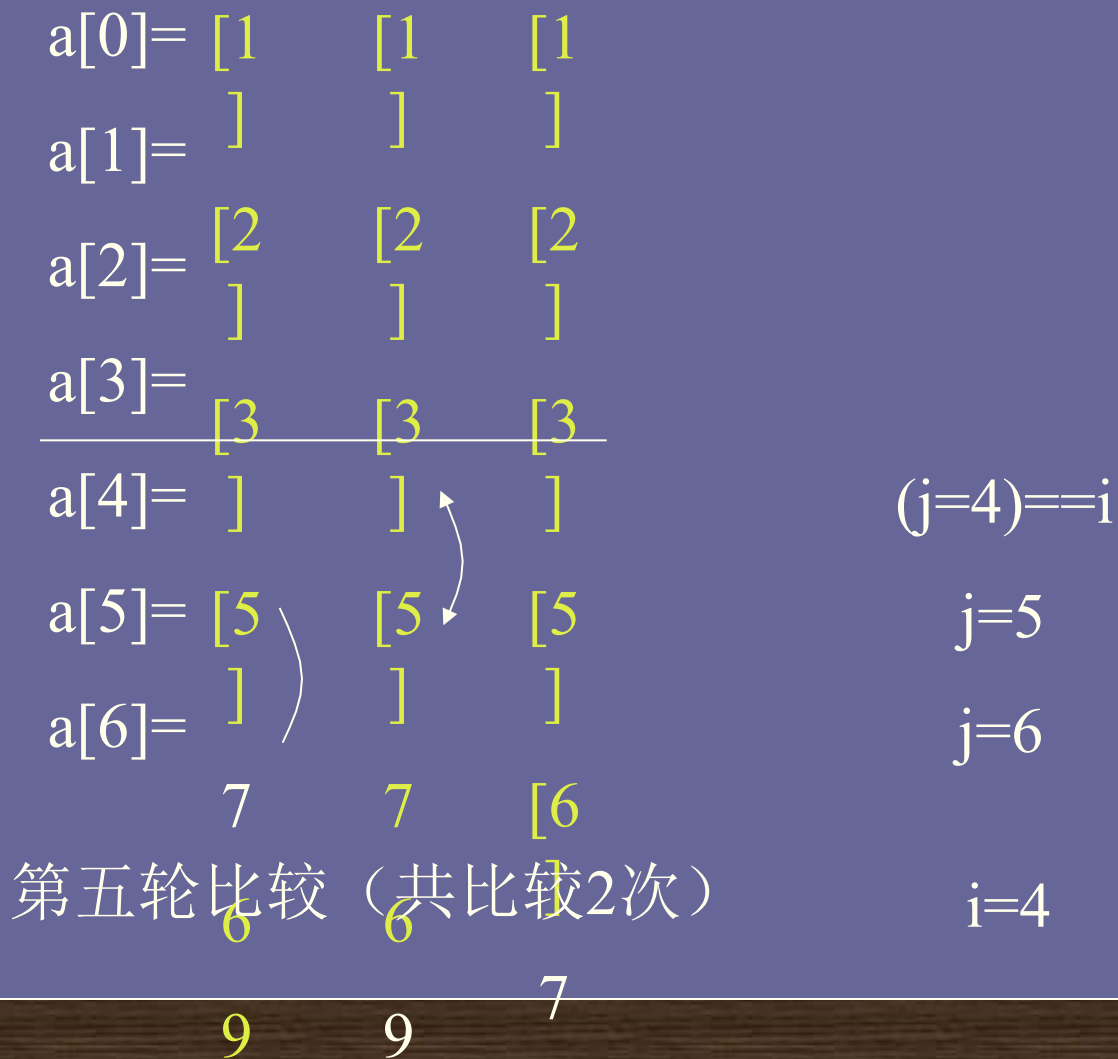 a[0]= [1 [1 [1
] ] ]
a[1]=
[2 [2 [2
a[2]=
] ] ]
a[3]=
[3 [3 [3
a[4]= ] ] ] (j=4)==i
a[5]= [5 [5 [5 j=5
] ] ]
a[6]= j=6
7 7 [6
]
第五轮比较（共比较2次） i=4
6 6
7
9 9